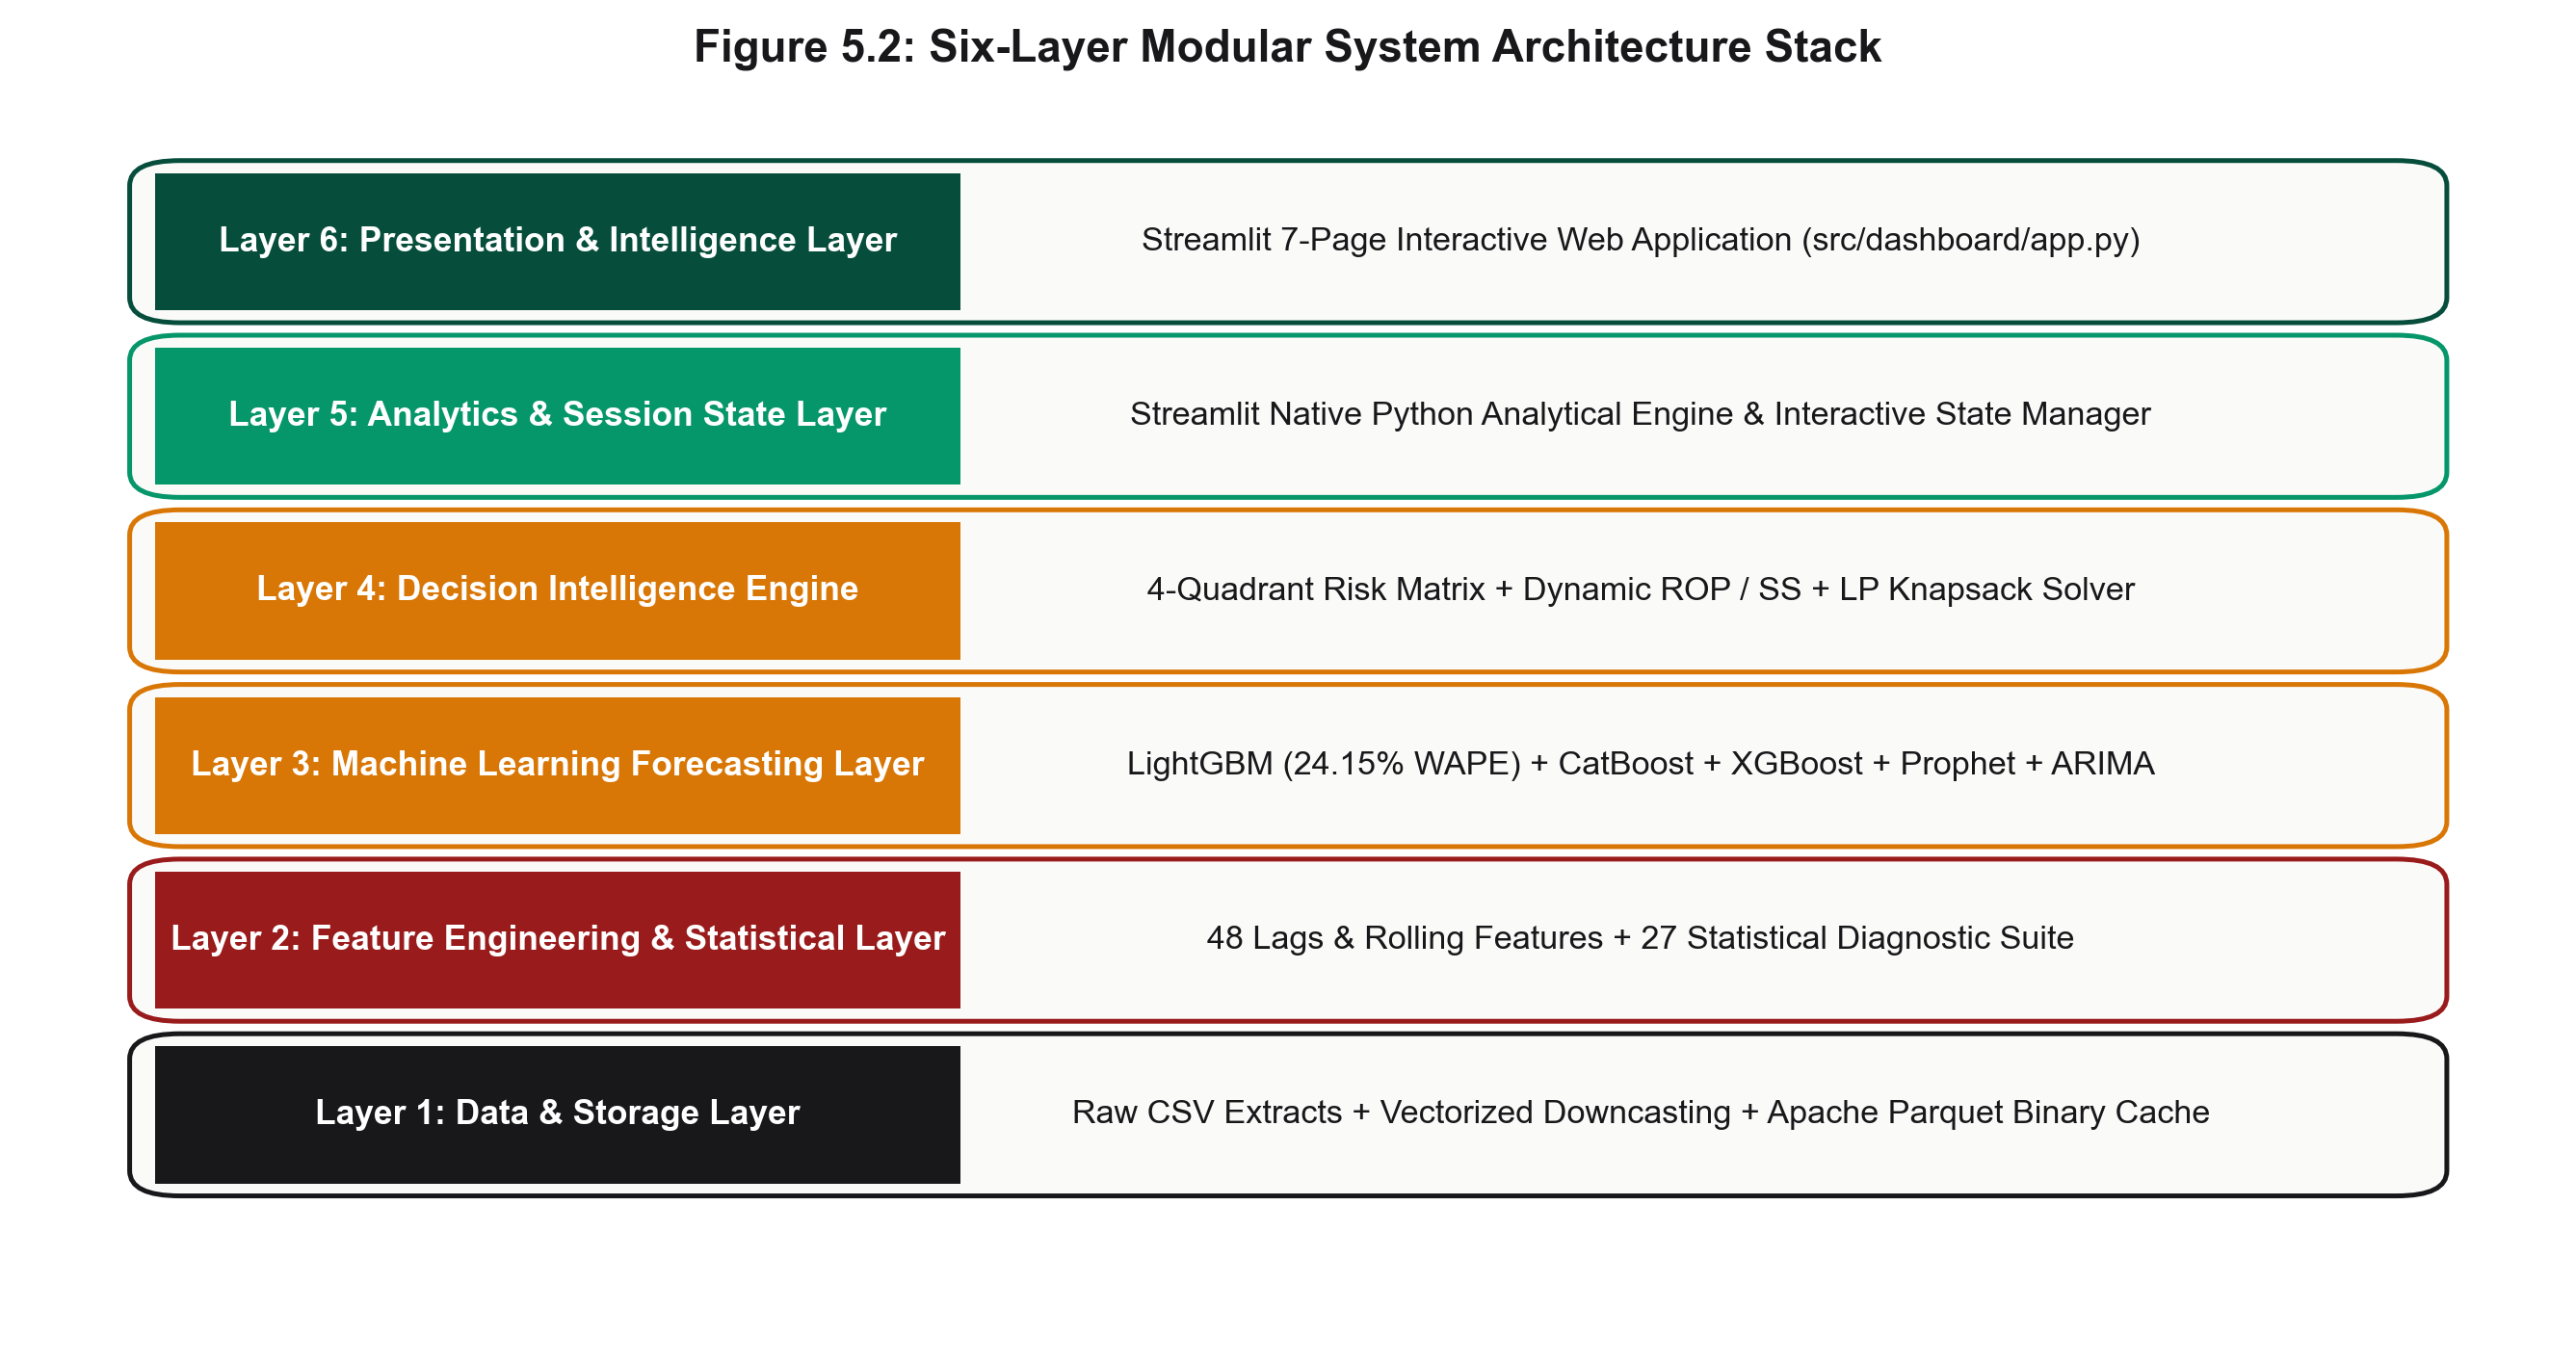 Figure 5.2: Six-Layer Modular System Architecture Stack
Layer 6: Presentation & Intelligence Layer
Streamlit 7-Page Interactive Web Application (src/dashboard/app.py)
Layer 5: Analytics & Session State Layer
Streamlit Native Python Analytical Engine & Interactive State Manager
Layer 4: Decision Intelligence Engine
4-Quadrant Risk Matrix + Dynamic ROP / SS + LP Knapsack Solver
Layer 3: Machine Learning Forecasting Layer
LightGBM (24.15% WAPE) + CatBoost + XGBoost + Prophet + ARIMA
Layer 2: Feature Engineering & Statistical Layer
48 Lags & Rolling Features + 27 Statistical Diagnostic Suite
Layer 1: Data & Storage Layer
Raw CSV Extracts + Vectorized Downcasting + Apache Parquet Binary Cache